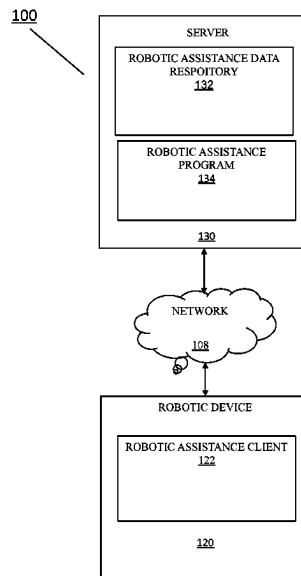 100
SERVER
ROBOTIC ASSISTANCE DATA
RESPOITORY
132
ROBOTIC ASSISTANCE
PROGRAM
134
130
NETWORK
108
ROBOTIC DEVICE
ROBOTIC ASSISTANCE CLIENT
122
120